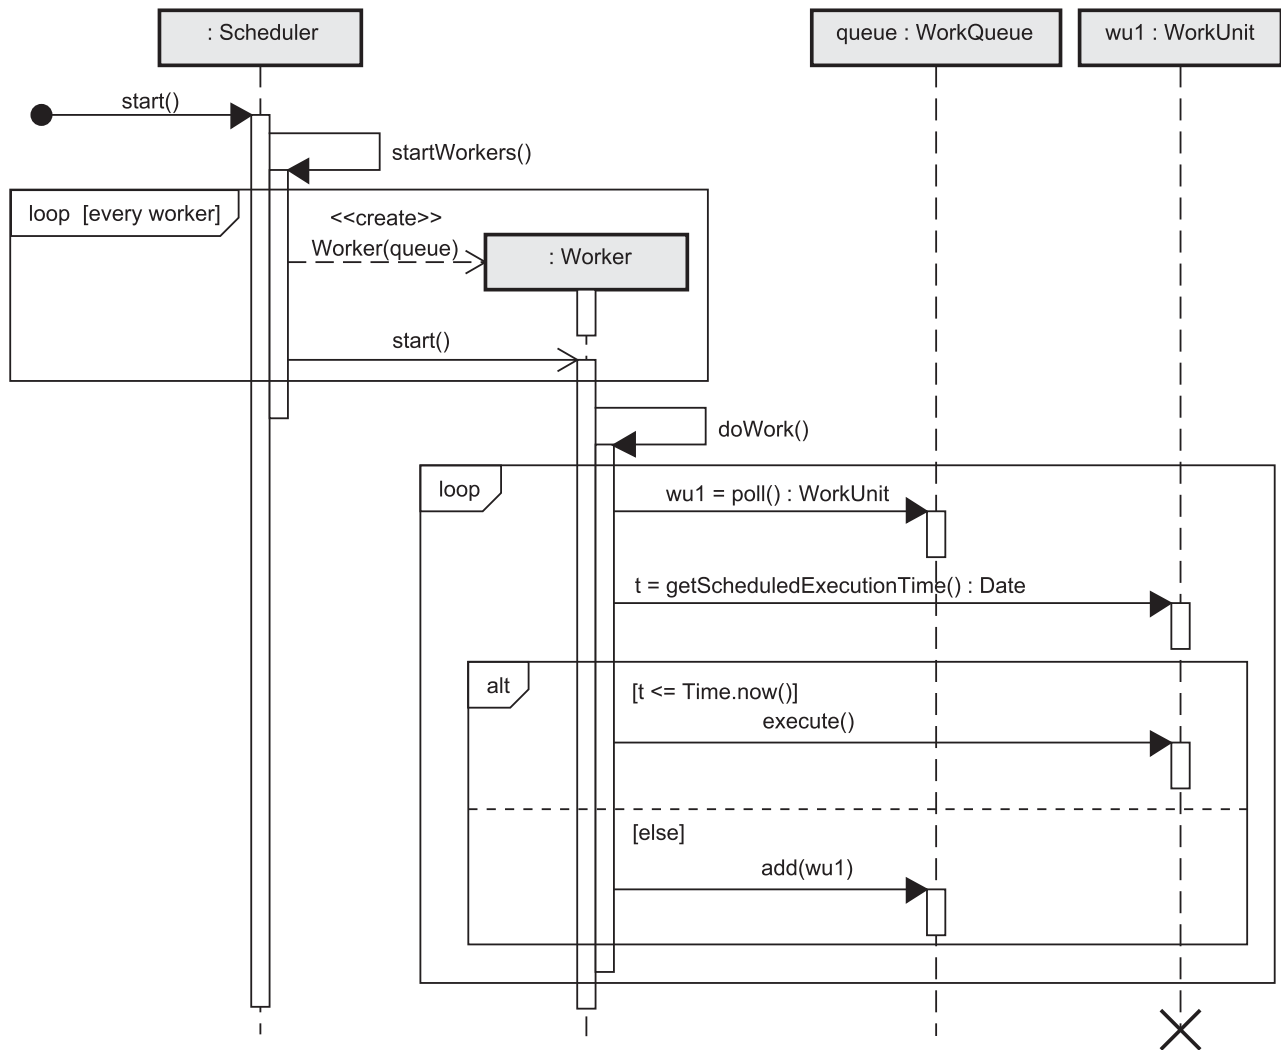 : Scheduler
queue : WorkQueue
wu1 : WorkUnit
start()
startWorkers()
loop [every worker]
<<create>>
Worker(queue)
: Worker
start()
doWork()
loop
wu1 = poll() : WorkUnit
t = getScheduledExecutionTime() : Date
alt
[t <= Time.now()]
execute()
[else]
add(wu1)